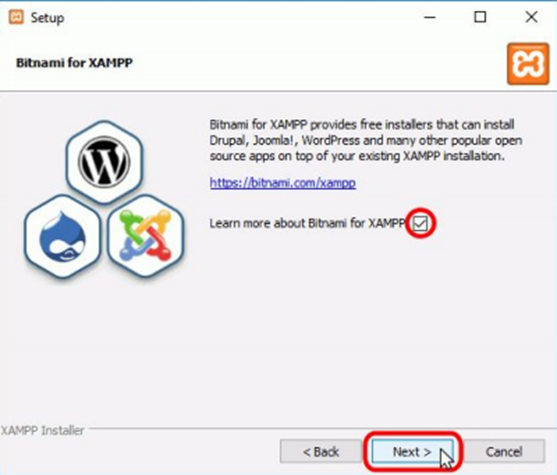 Setup
Bitnami for XAMPP
Bitnami for XAMPP provides free installers that can install
Drupal, Joomla!, WordPress and many other popular open
source apps on top of your existing XAMPP installation.
https://bitnami.com/xampp
Learn more about Bitnami for XAMPP
XAMPP Installer
< Back
Next >
Cancel